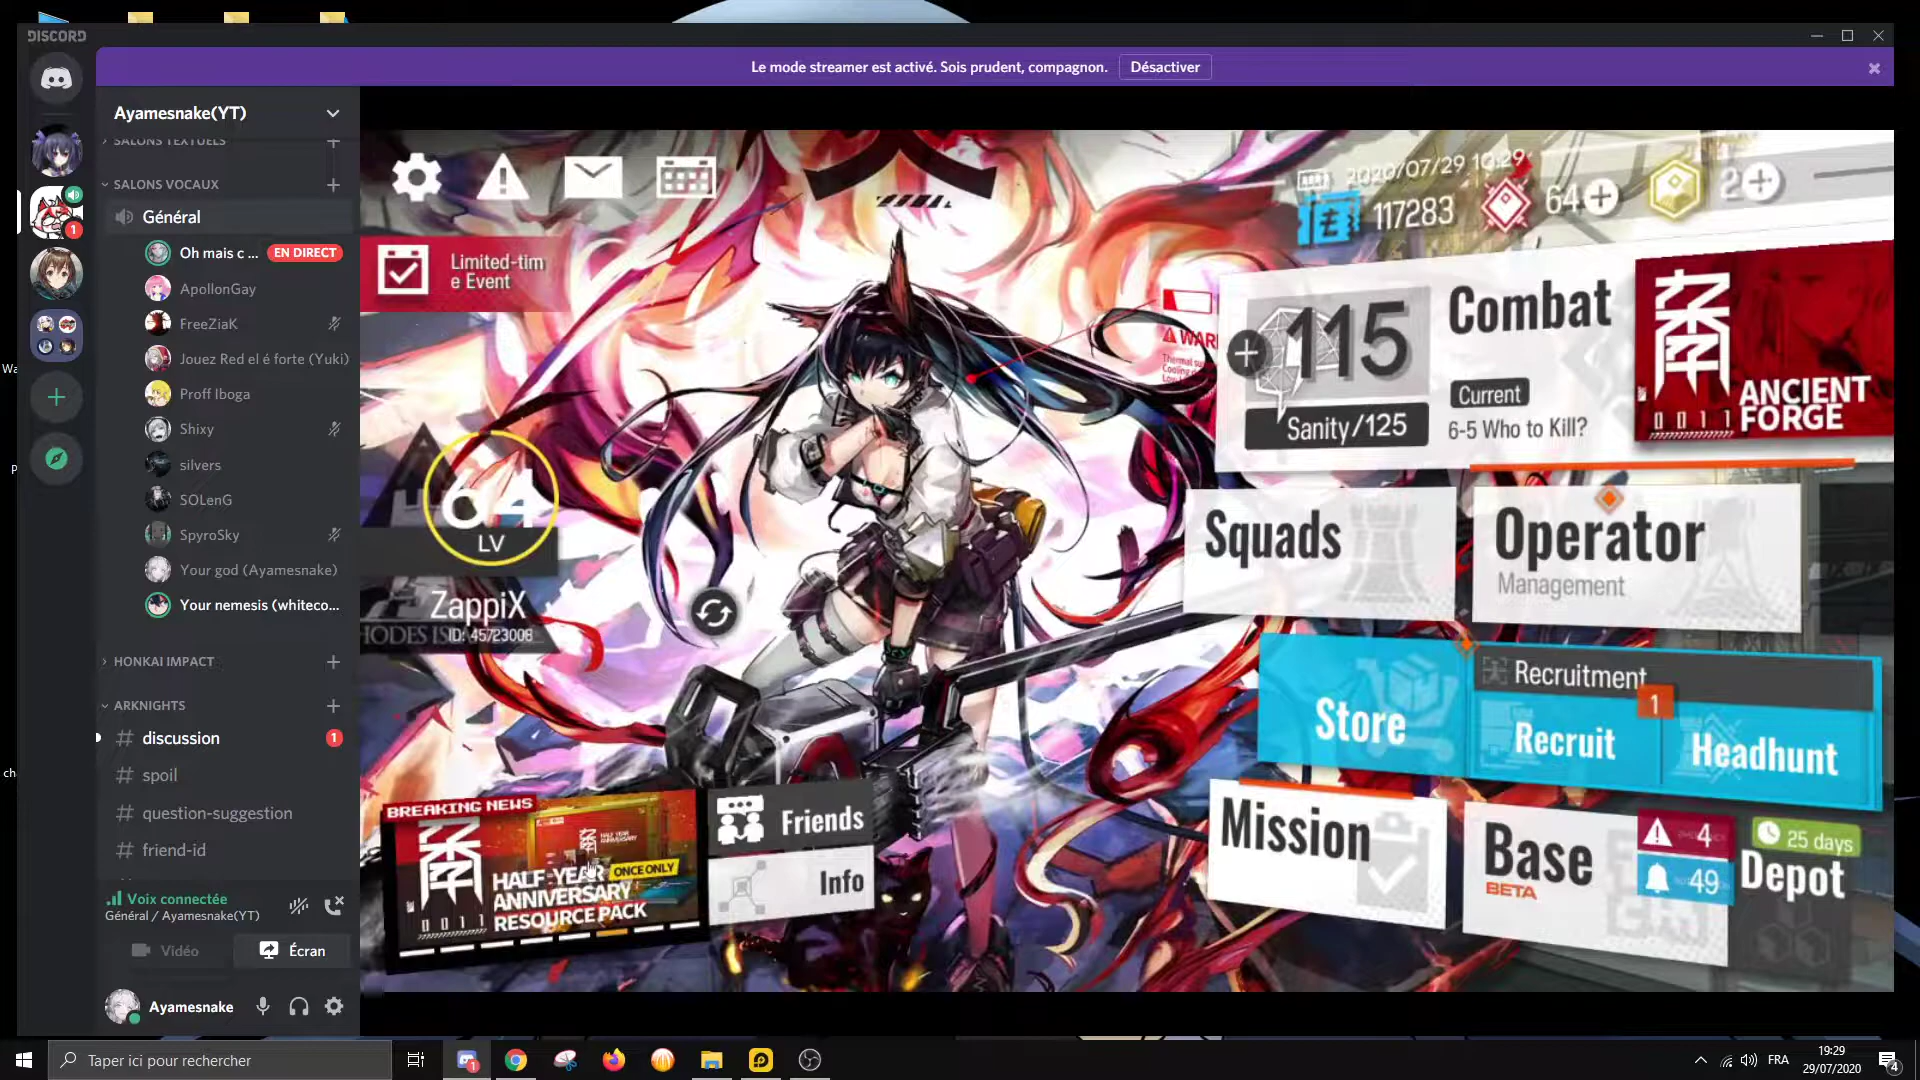 DISCORD
Le mode streamer est activé. Sois prudent, compagnon.
Désactiver
Ayamesnake(YT)
SALONS TEXTUELS
SALONS VOCAUX
Général
Oh mais c ...
EN DIRECT
ApollonGay
FreeZiaK
Jouez Red el é forte (Yuki)
Proff Iboga
Shixy
silvers
SOLenG
SpyroSky
Your god (Ayamesnake)
Your nemesis (whiteco...
HONKAI IMPACT
ARKNIGHTS
discussion
1
spoil
question-suggestion
friend-id
Voix connectée
Général / Ayamesnake(YT)
Vidéo
Écran
Ayamesnake
1
Limited-tim
e Event
2020/07/29 10:29
117283
64
2
115
Sanity/125
Combat
Current
6-5 Who to Kill?
ANCIENT
FORGE
0011
64
LV
ZappiX
ID: 45723008
Squads
Operator
Management
Store
Recruitment
1
Recruit
Headhunt
Mission
Base
BETA
4
49
25 days
Depot
BREAKING NEWS
HALF-YEAR
ONCE ONLY
ANNIVERSARY
RESOURCE PACK
0011
Friends
Info
Taper ici pour rechercher
1
FRA
19:29
29/07/2020
4